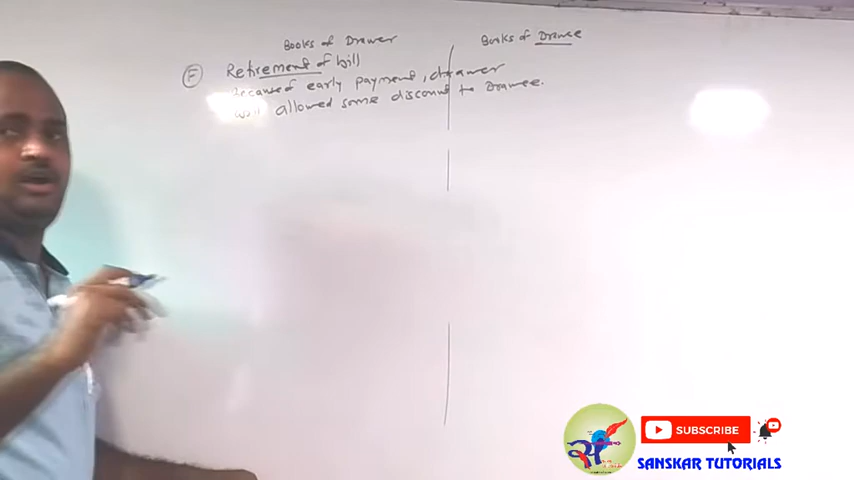 Books of Drawer
Books of Drawee
F Retirement of bill
Because of early payment, drawer
will allowed some discount to Drawee.
SUBSCRIBE
SANSKAR TUTORIALS